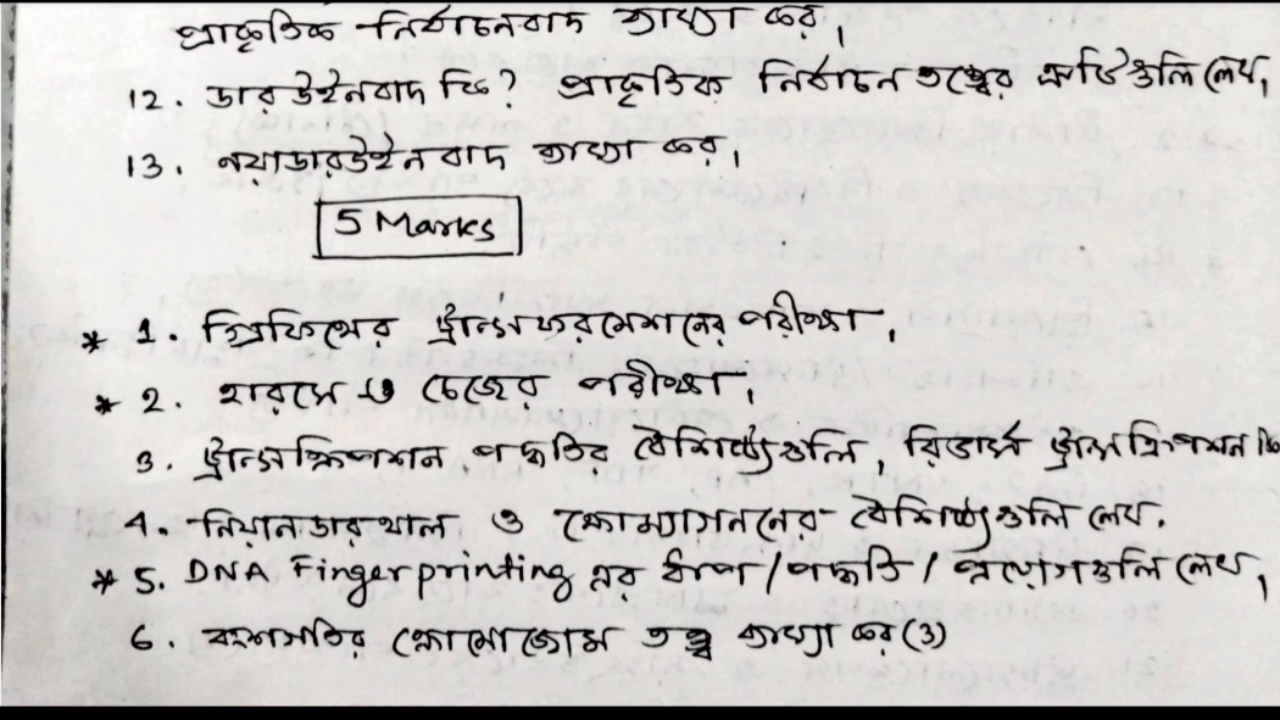 প্রাকৃতিক নির্বাচনবাদ ব্যাখ্যা কর।
12. ডারউইনবাদ কি? প্রাকৃতিক নির্বাচন তত্ত্বের ত্রুটিগুলি লেখ।
13. নয়াডারউইনবাদ ব্যাখ্যা কর।
5 Marks
* 1. গ্রিফিথের ট্রান্সফরমেশনের পরীক্ষা।
* 2. হারসে ও চেজের পরীক্ষা।
3. ট্রান্সক্রিপশন পদ্ধতির বৈশিষ্ট্যগুলি, রিভার্স ট্রান্সক্রিপশন
4. নিয়ানডারথাল ও ক্রোম্যাগননের বৈশিষ্ট্যগুলি লেখ.
* 5. DNA Fingerprinting এর ধাপ/পদ্ধতি/প্রয়োগগুলি লেখ,
6. বংশগতির ক্রোমোজোম তত্ত্ব ব্যাখ্যা কর (3)